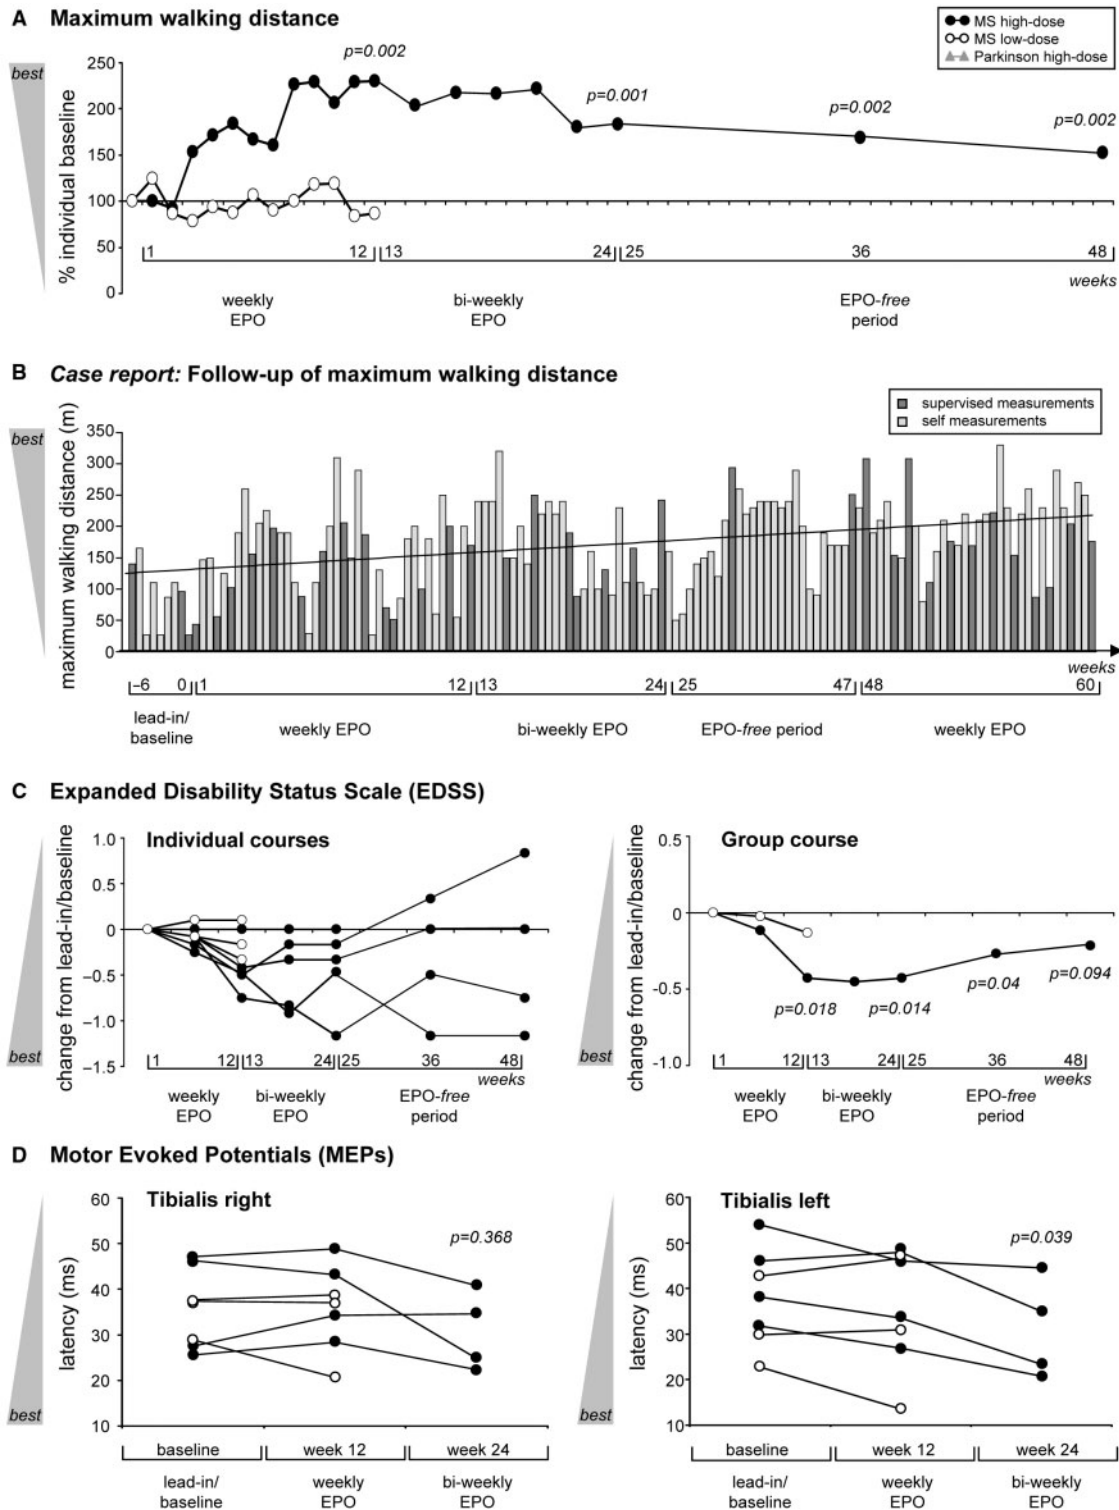 A Maximum walking distance
MS high-dose
MS low-dose
Parkinson high-dose
best
% individual baseline
250
200
150
100
50
0
p=0.002
p=0.001
p=0.002
p=0.002
1 12 13 24 25 36 48
weeks
weekly EPO
bi-weekly EPO
EPO-free period
B Case report: Follow-up of maximum walking distance
supervised measurements
self measurements
best
maximum walking distance (m)
350
300
250
200
150
100
50
0
weeks
−6 0 1 12 13 24 25 47 48 60
lead-in/ baseline
weekly EPO
bi-weekly EPO
EPO-free period
weekly EPO
C Expanded Disability Status Scale (EDSS)
Individual courses
best
change from lead-in/baseline
1.0
0.5
0
−0.5
−1.0
−1.5
1 12 13 24 25 36 48
weeks
weekly EPO
bi-weekly EPO
EPO-free period
Group course
best
change from lead-in/baseline
0.5
0
-0.5
-1.0
p=0.018
p=0.014
p=0.04
p=0.094
1 12 13 24 25 36 48
weeks
weekly EPO
bi-weekly EPO
EPO-free period
D Motor Evoked Potentials (MEPs)
Tibialis right
best
latency (ms)
60
50
40
30
20
10
p=0.368
baseline week 12 week 24
lead-in/ baseline
weekly EPO
bi-weekly EPO
Tibialis left
best
latency (ms)
60
50
40
30
20
10
p=0.039
baseline week 12 week 24
lead-in/ baseline
weekly EPO
bi-weekly EPO